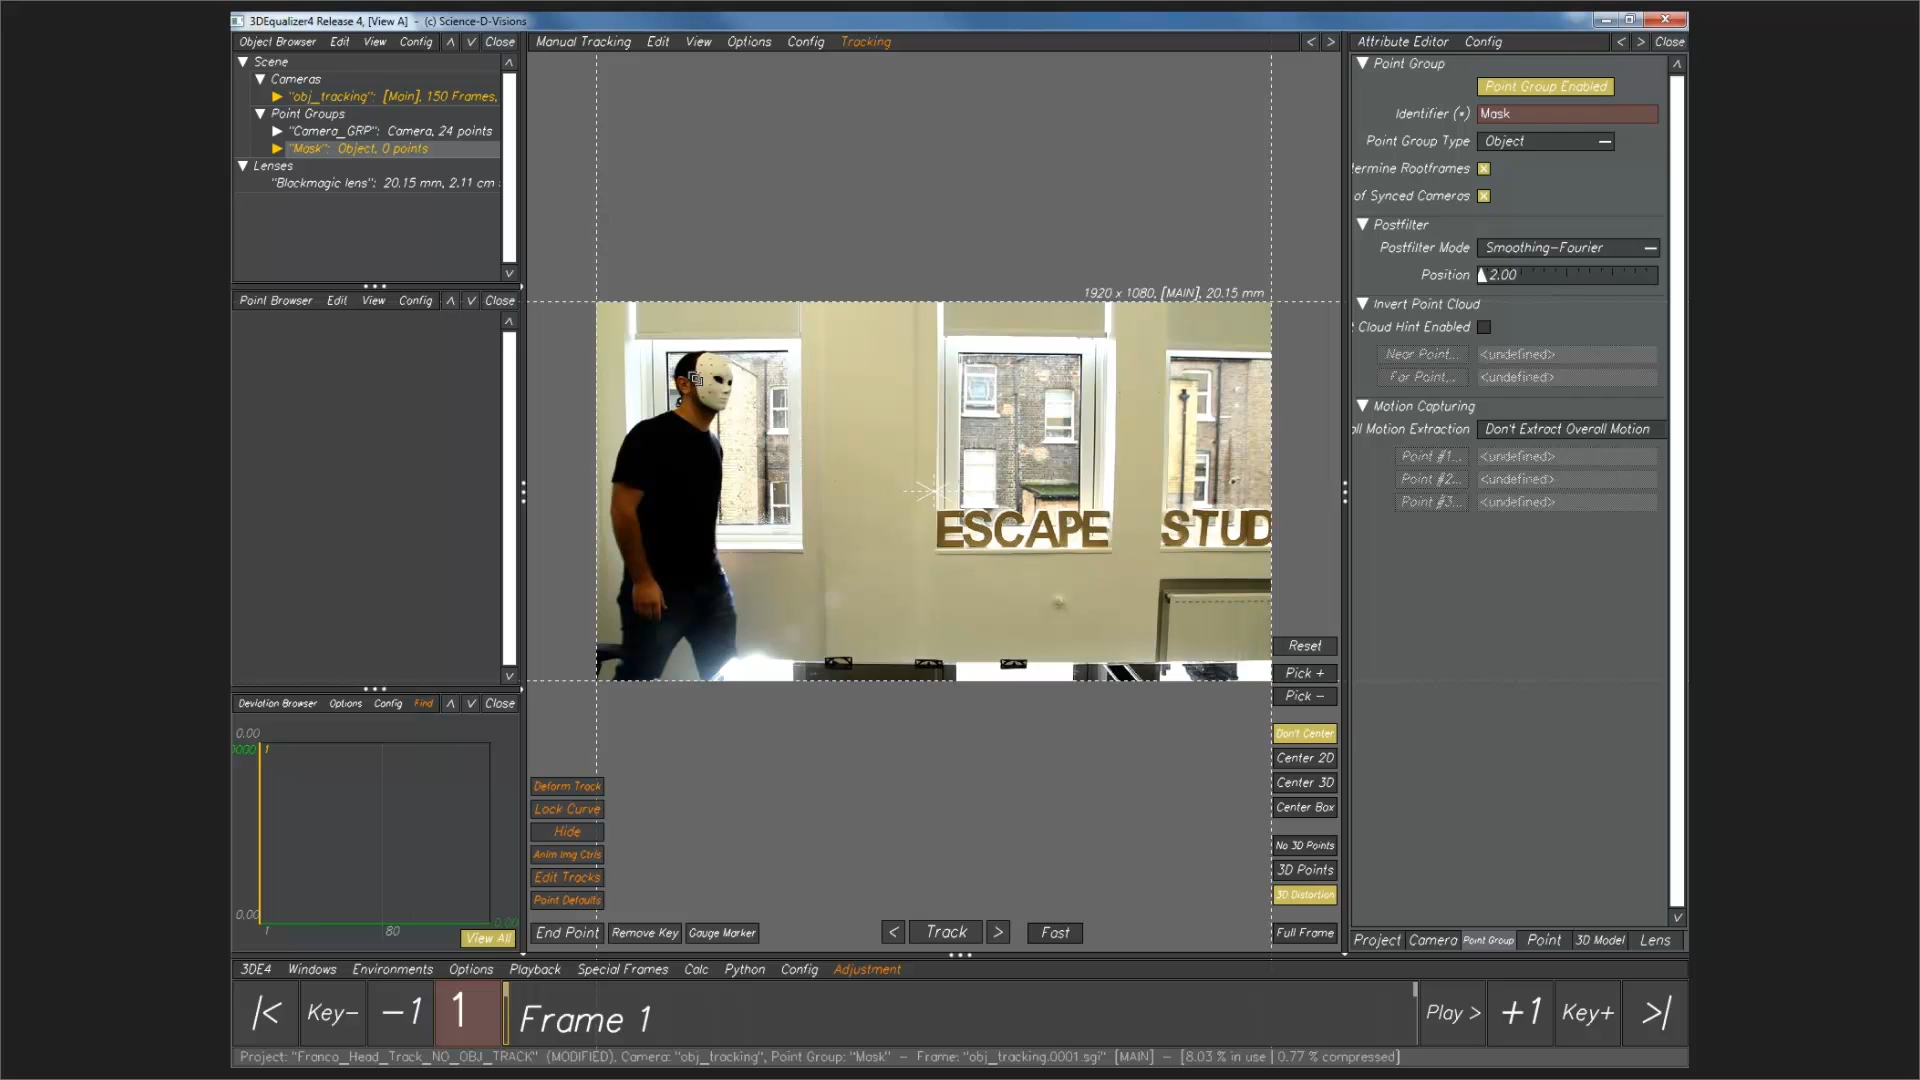 3DEqualizer4 Release 4, [View A]  -  (c) Science-D-Visions
Object Browser Edit View Config Λ V Close
Scene
Cameras
"obj_tracking": [Main], 150 Frames,
Point Groups
"Camera_GRP": Camera, 24 points
"Mask": Object, 0 points
Lenses
"Blackmagic lens": 20.15 mm, 2.11 cm
Point Browser Edit View Config Λ V Close
Deviation Browser Options Config Find Λ V Close
0.00
1
0.00
0.00
1 80
View All
Manual Tracking Edit View Options Config Tracking < >
1920 x 1080, [MAIN], 20.15 mm
ESCAPE STUD
Reset
Pick +
Pick -
Don't Center
Center 2D
Center 3D
Center Box
No 3D Points
3D Points
3D Distortion
Full Frame
Deform Track
Lock Curve
Hide
Anim Img Ctrls
Edit Tracks
Point Defaults
End Point Remove Key Gauge Marker < Track > Fast
Attribute Editor Config < > Close
Point Group
Point Group Enabled
Identifier (*) Mask
Point Group Type Object
ermine Rootframes x
of Synced Cameras x
Postfilter
Postfilter Mode Smoothing-Fourier
Position 2.00
Invert Point Cloud
Cloud Hint Enabled
Near Point... <undefined>
Far Point... <undefined>
Motion Capturing
all Motion Extraction Don't Extract Overall Motion
Point #1... <undefined>
Point #2... <undefined>
Point #3... <undefined>
Project Camera Point Group Point 3D Model Lens
3DE4 Windows Environments Options Playback Special Frames Calc Python Config Adjustment
|< Key- -1 1 Frame 1 Play > +1 Key+ >|
Project: "Franco_Head_Track_NO_OBJ_TRACK" (MODIFIED), Camera: "obj_tracking", Point Group: "Mask" - Frame: "obj_tracking.0001.sgi" [MAIN] - [8.03 % in use | 0.77 % compressed]